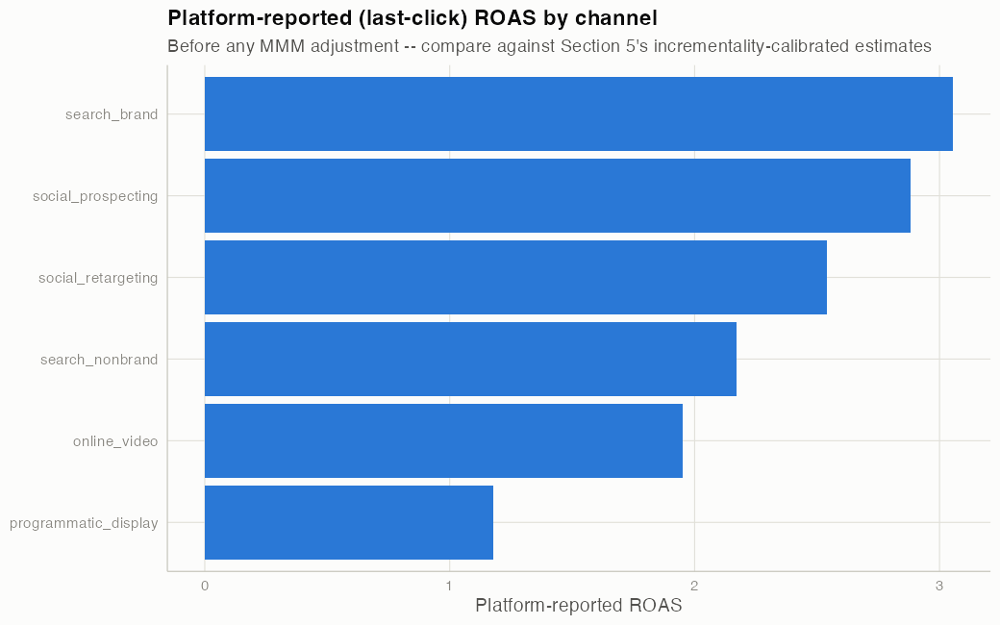 Platform-reported (last-click) ROAS by channel
Before any MMM adjustment -- compare against Section 5's incrementality-calibrated estimates
search_brand
social_prospecting
social_retargeting
search_nonbrand
online_video
programmatic_display
0 1 2 3
Platform-reported ROAS